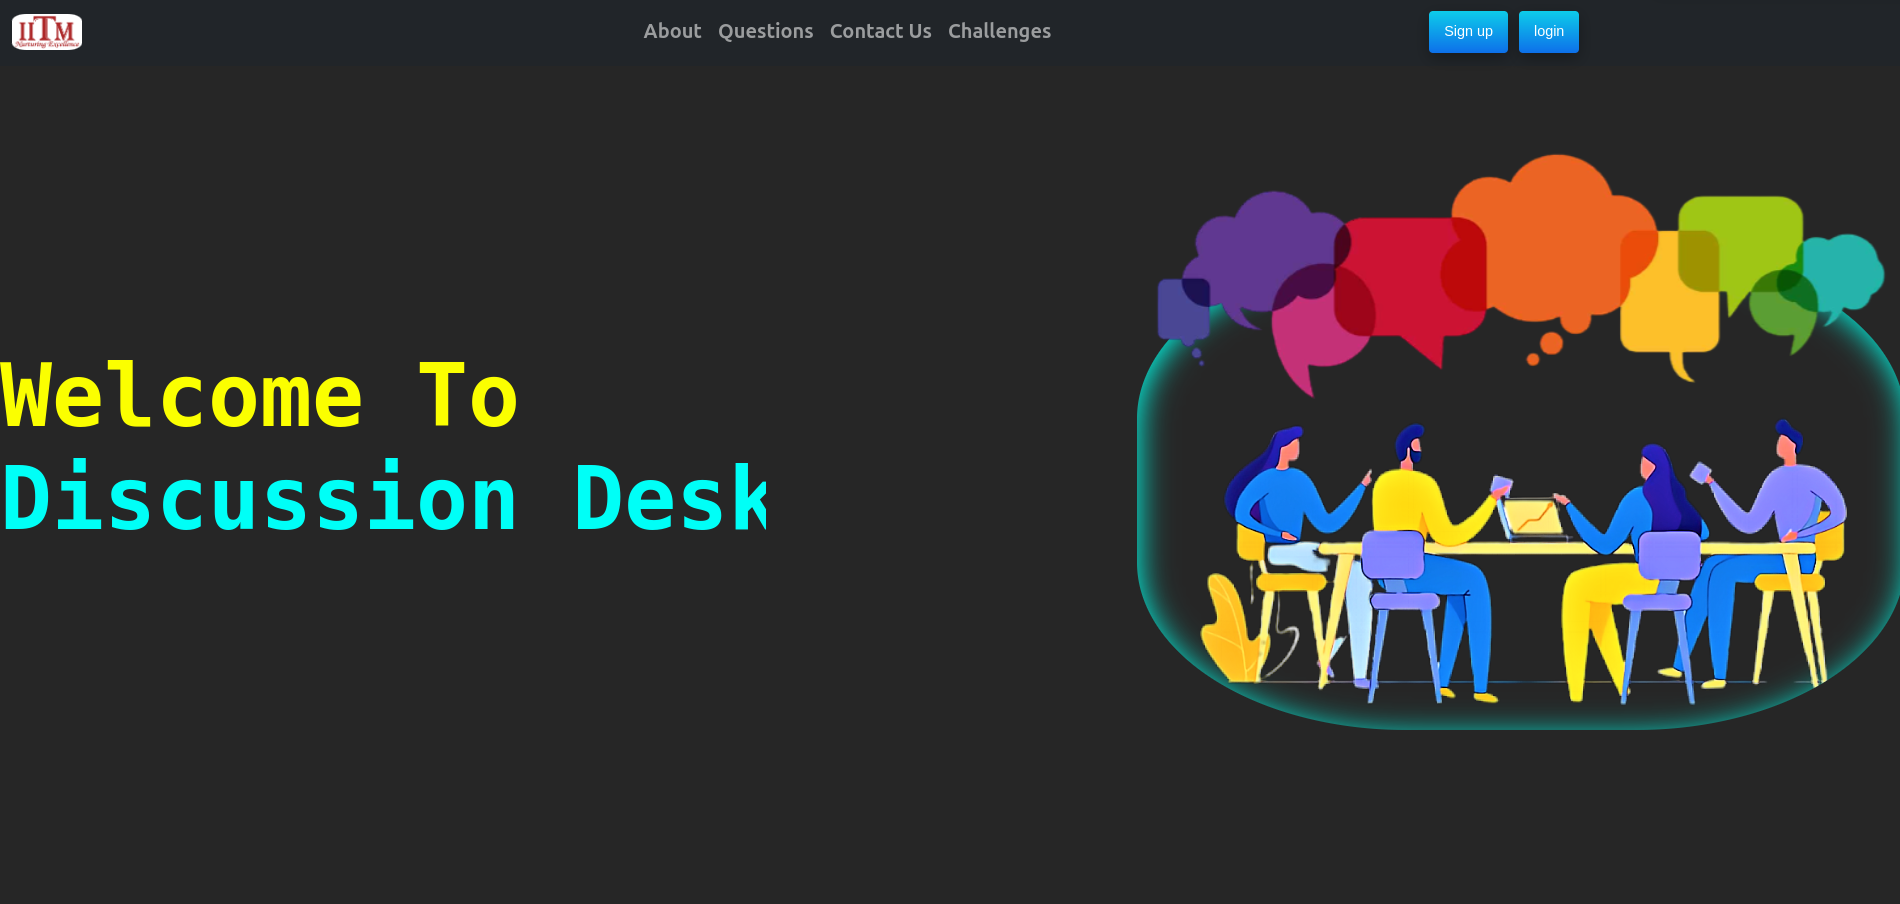 IITM
Nurturing Excellence
About Questions Contact Us Challenges
Sign up login
Welcome To
Discussion Desk